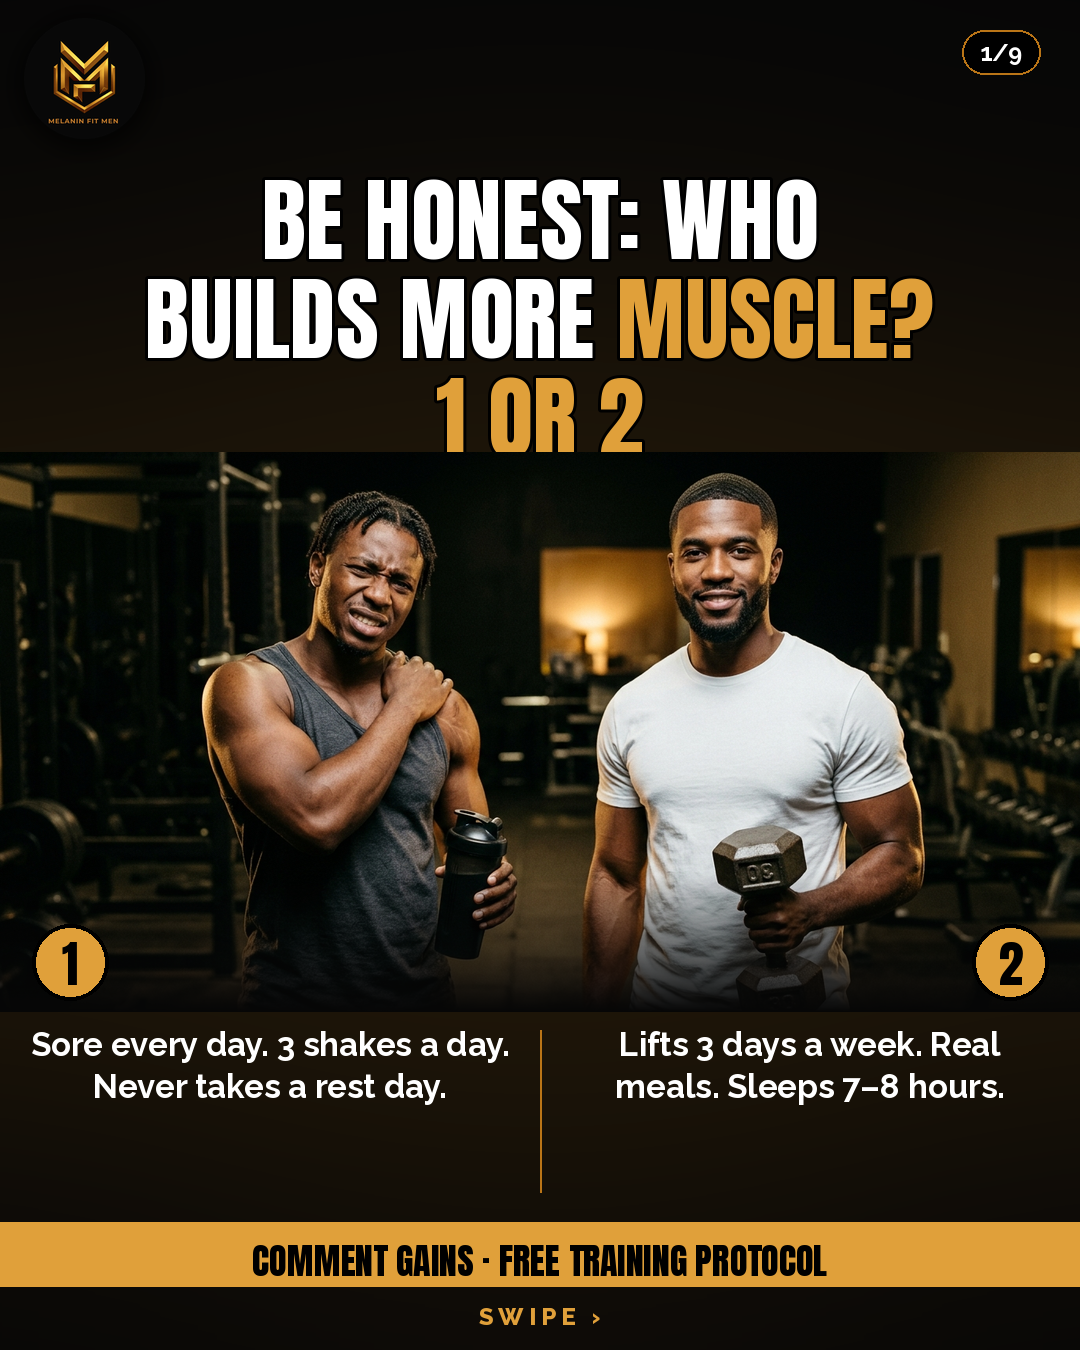 MELANIN FIT MEN
1/9
BE HONEST: WHO
BUILDS MORE MUSCLE?
1 OR 2
30
1
2
Sore every day. 3 shakes a day.
Never takes a rest day.
Lifts 3 days a week. Real
meals. Sleeps 7–8 hours.
COMMENT GAINS · FREE TRAINING PROTOCOL
SWIPE ›